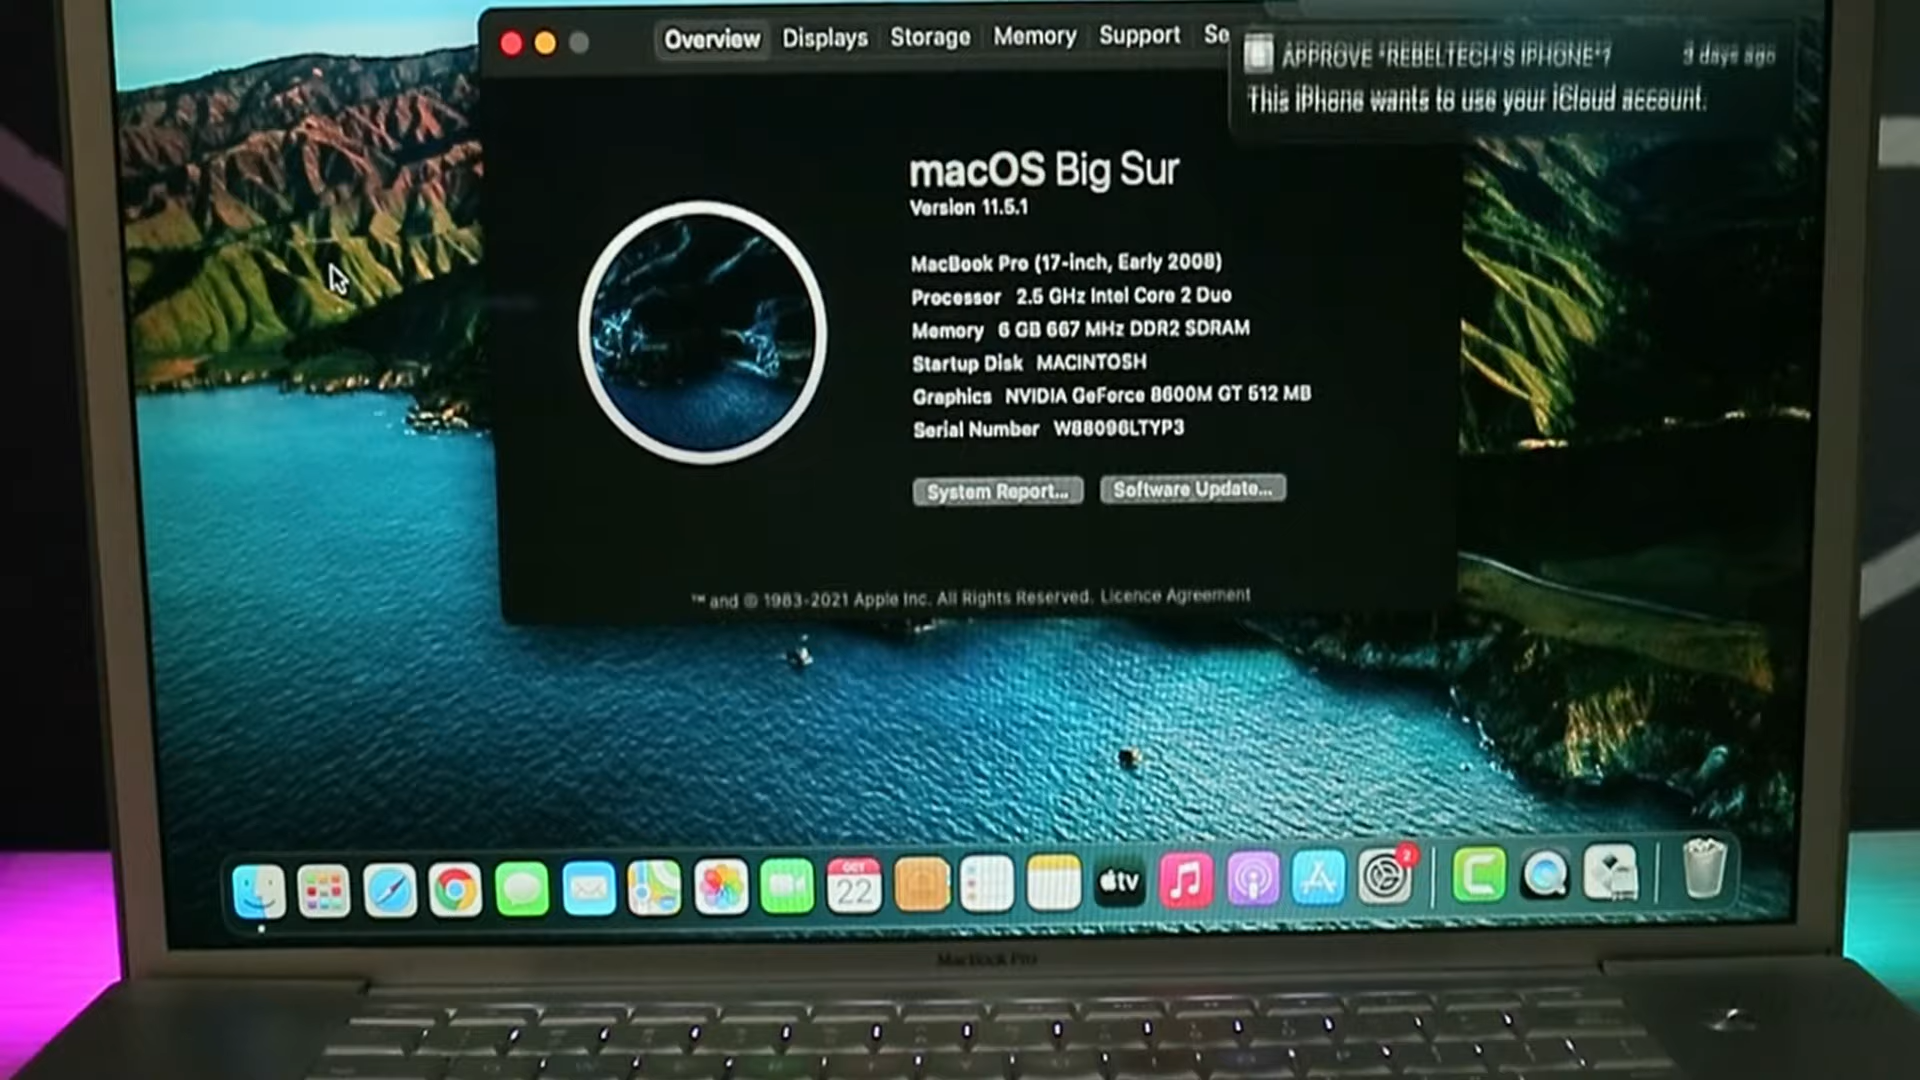 Overview Displays Storage Memory Support Se
APPROVE "REBELTECH'S IPHONE"?
9 days ago
This iPhone wants to use your iCloud account.
macOS Big Sur
Version 11.5.1
MacBook Pro (17-inch, Early 2008)
Processor 2.5 GHz Intel Core 2 Duo
Memory 6 GB 667 MHz DDR2 SDRAM
Startup Disk MACINTOSH
Graphics NVIDIA GeForce 8600M GT 512 MB
Serial Number W88096LTYP3
System Report... Software Update...
™ and © 1983-2021 Apple Inc. All Rights Reserved. Licence Agreement
OCT
22
tv
2
MacBook Pro